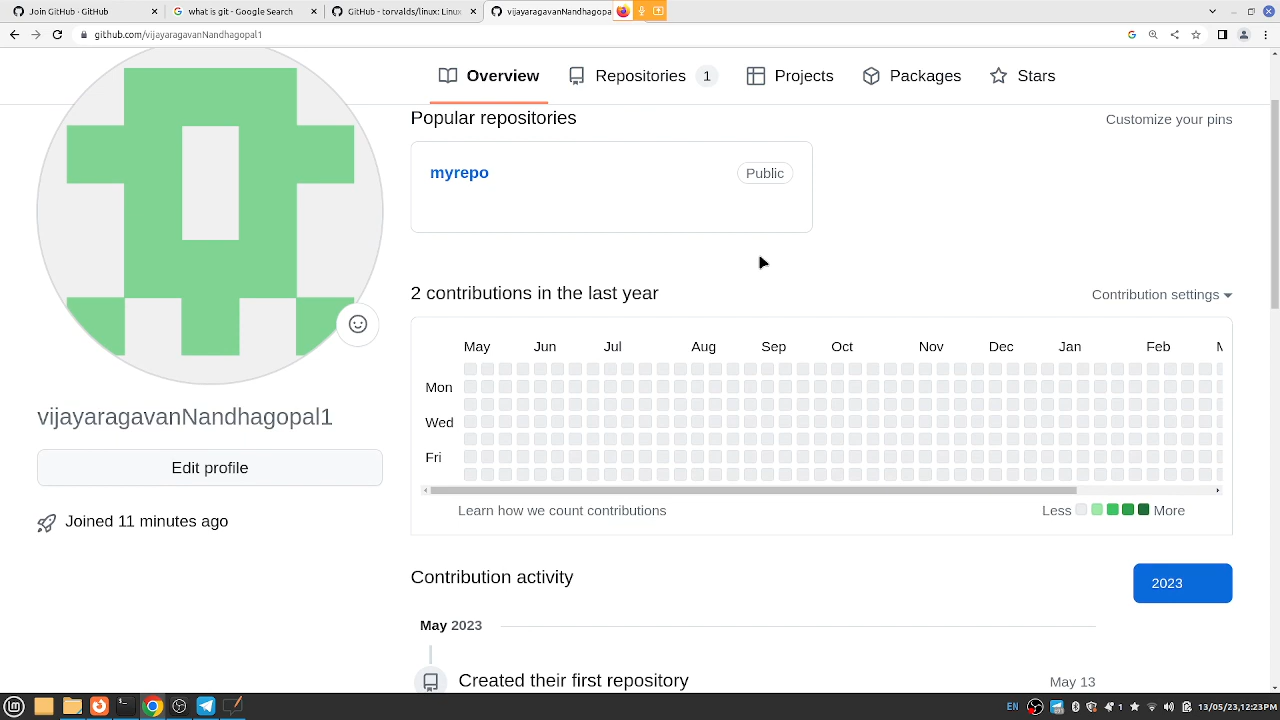 Join GitHub · GitHub
what is git - Google Search
GitHub - torvalds/linux: Linux
vijayaragavanNandhagopa
github.com/vijayaragavanNandhagopal1
Overview
Repositories 1
Projects
Packages
Stars
Popular repositories
Customize your pins
myrepo
Public
2 contributions in the last year
Contribution settings
May Jun Jul Aug Sep Oct Nov Dec Jan Feb
Mon
Wed
Fri
Learn how we count contributions
Less
More
vijayaragavanNandhagopal1
Edit profile
Joined 11 minutes ago
Contribution activity
2023
May 2023
Created their first repository
May 13
EN
1
13/05/23,12:23PM